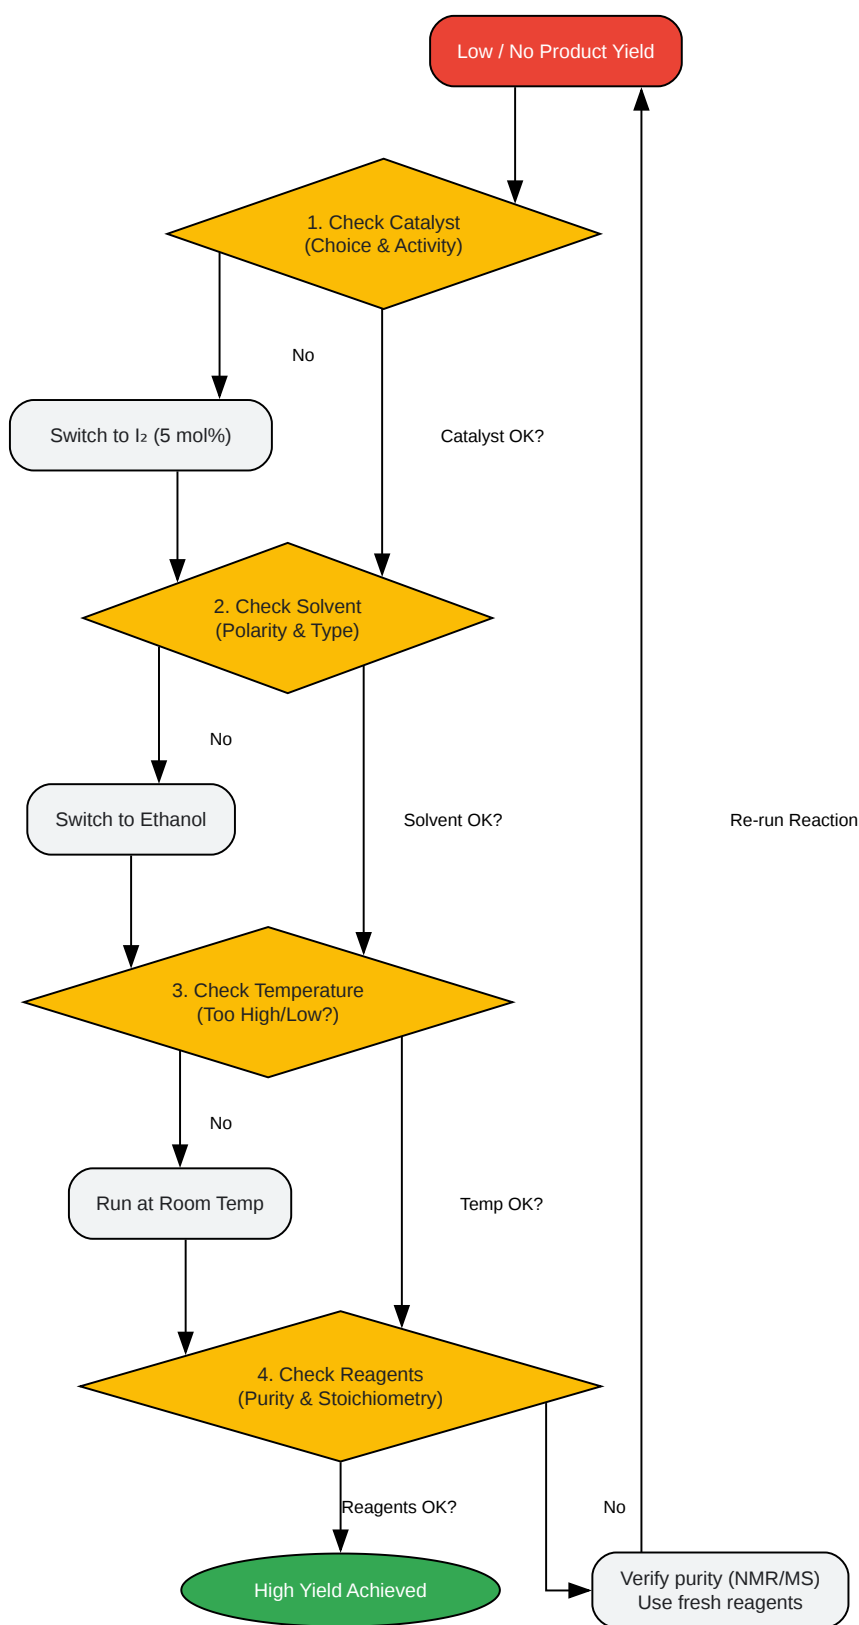 Low / No Product Yield
1. Check Catalyst
(Choice & Activity)
No
Switch to I₂ (5 mol%)
Catalyst OK?
2. Check Solvent
(Polarity & Type)
No
Switch to Ethanol
Solvent OK?
Re-run Reaction
3. Check Temperature
(Too High/Low?)
No
Run at Room Temp
Temp OK?
4. Check Reagents
(Purity & Stoichiometry)
Reagents OK?
No
High Yield Achieved
Verify purity (NMR/MS)
Use fresh reagents